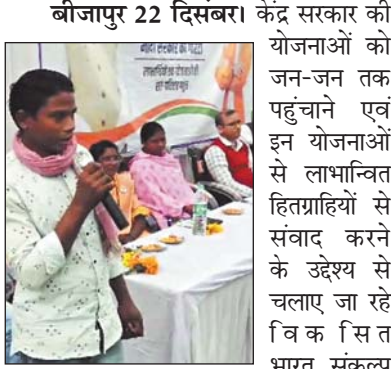 बीजापुर 22 दिसंबर। केंद्र सरकार की
योजनाओं को
जन-जन तक
पहुंचाने एवं
इन योजनाओं
से लाभान्वित
हितग्राहियों से
संवाद करने
के उद्देश्य से
चलाए जा रहे
विकसित
भारत संकल्प
मोदी सरकार की गारंटी